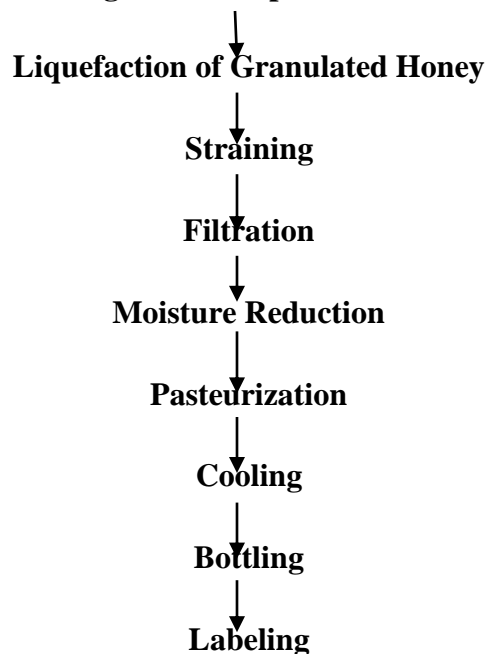 Liquefaction of Granulated Honey
Straining
Filtration
Moisture Reduction
Pasteurization
Cooling
Bottling
Labeling